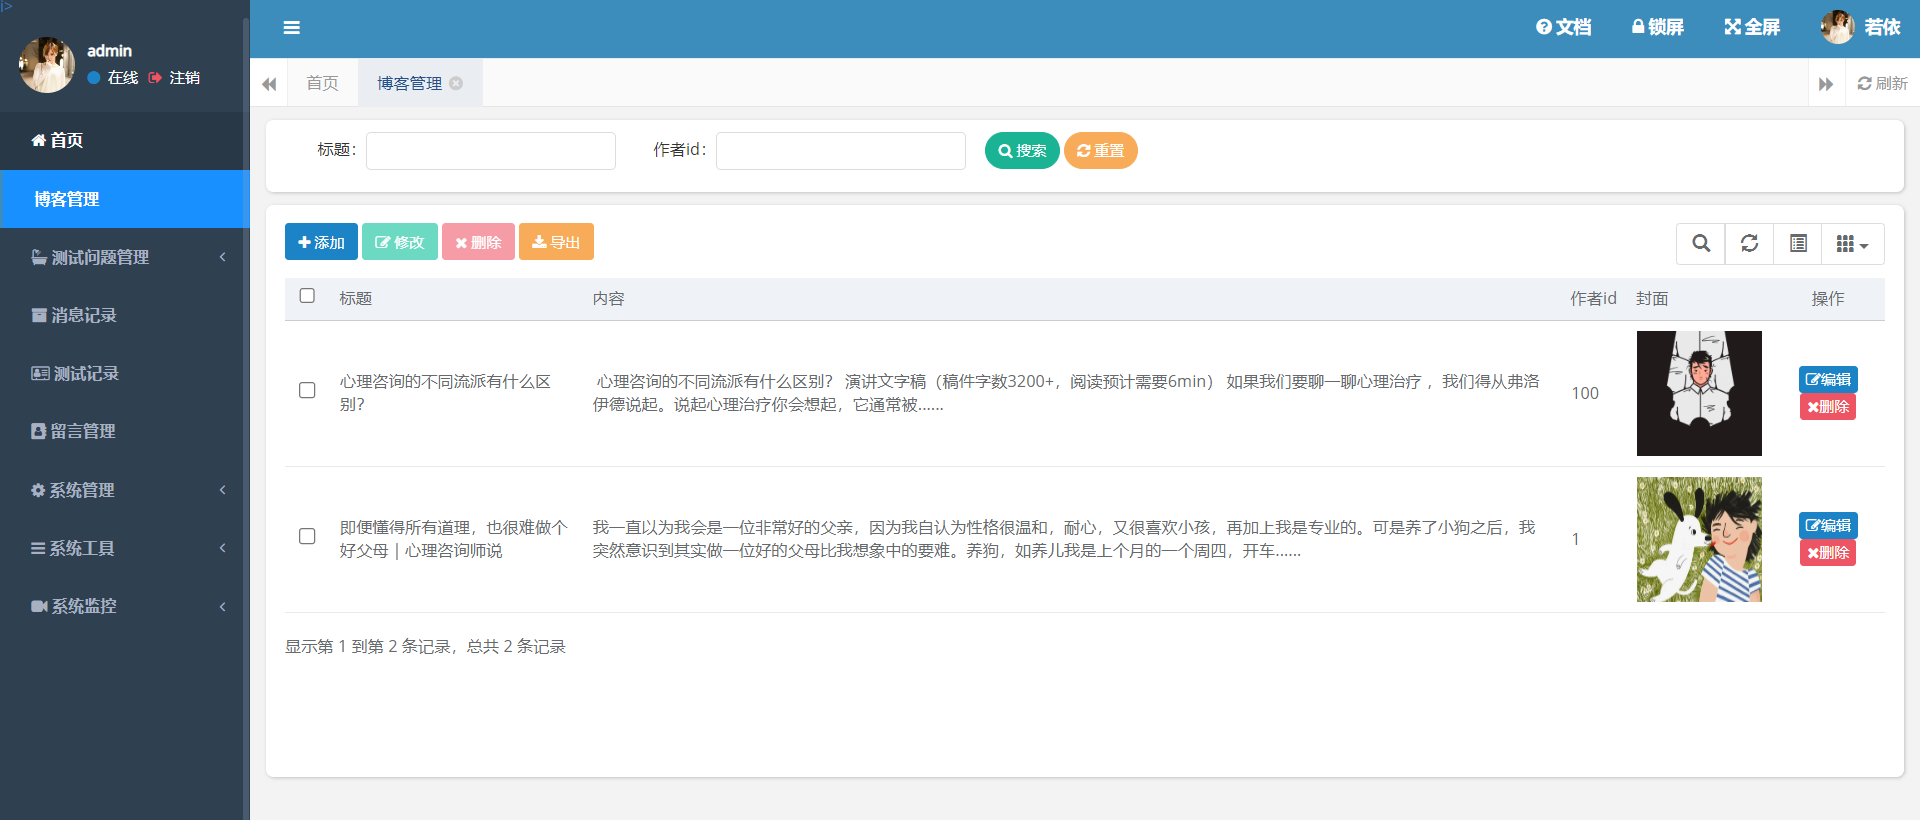 i>
admin
在线 注销
首页
博客管理
测试问题管理
消息记录
测试记录
留言管理
系统管理
系统工具
系统监控
文档 锁屏 全屏 若依
首页 博客管理 刷新
标题： 作者id： 搜索 重置
添加 修改 删除 导出
标题 内容 作者id 封面 操作
心理咨询的不同流派有什么区
别？
心理咨询的不同流派有什么区别？ 演讲文字稿（稿件字数3200+，阅读预计需要6min） 如果我们要聊一聊心理治疗 ，我们得从弗洛
伊德说起。说起心理治疗你会想起，它通常被......
100
编辑
删除
即便懂得所有道理，也很难做个
好父母 | 心理咨询师说
我一直以为我会是一位非常好的父亲，因为我自认为性格很温和，耐心，又很喜欢小孩，再加上我是专业的。可是养了小狗之后，我
突然意识到其实做一位好的父母比我想象中的要难。养狗，如养儿我是上个月的一个周四，开车......
1
编辑
删除
显示第 1 到第 2 条记录，总共 2 条记录